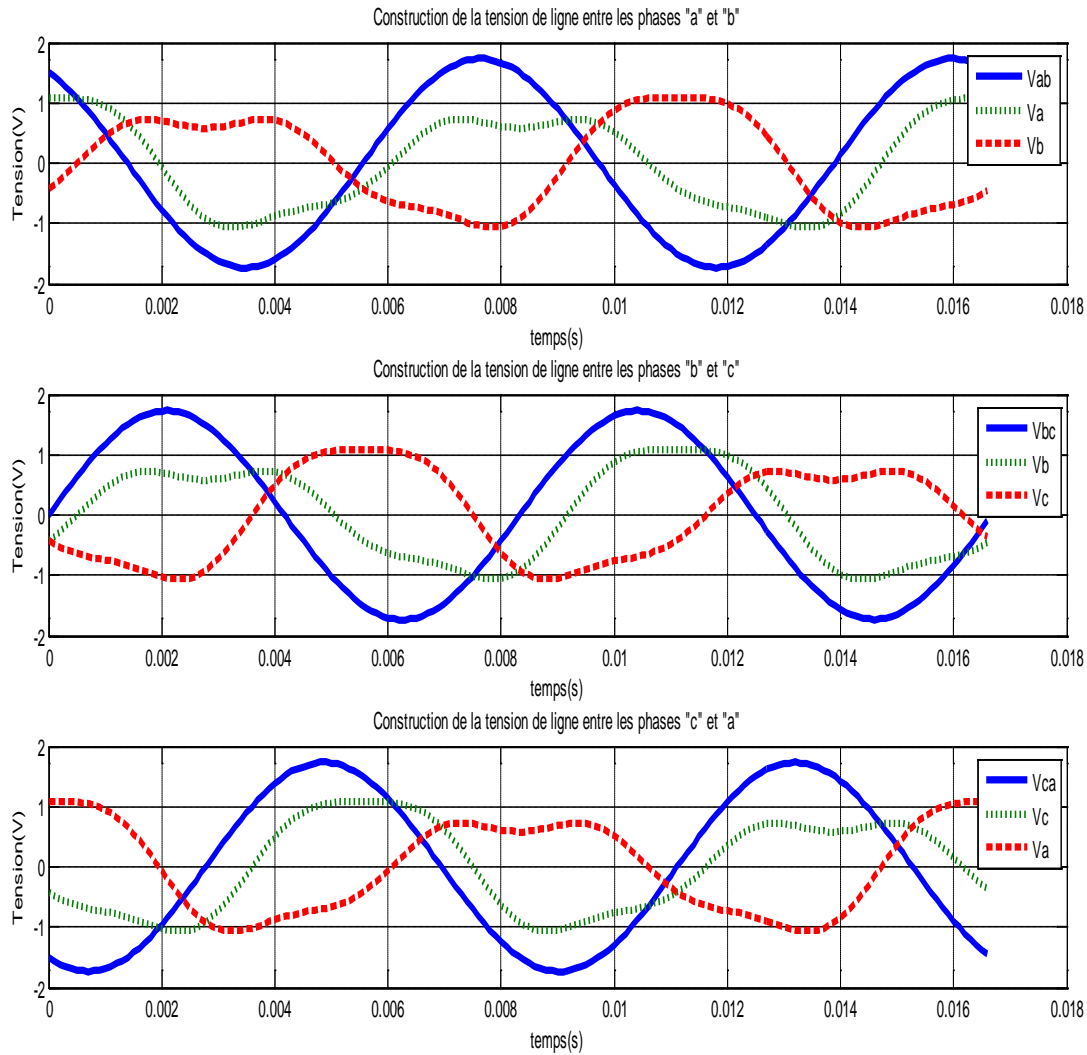 Construction de la tension de ligne entre les phases "a" et "b"
2
1
0
-1
-2
Tension(V)
Vab
Va
Vb
0 0.002 0.004 0.006 0.008 0.01 0.012 0.014 0.016 0.018
temps(s)
Construction de la tension de ligne entre les phases "b" et "c"
2
1
0
-1
-2
Tension(V)
Vbc
Vb
Vc
0 0.002 0.004 0.006 0.008 0.01 0.012 0.014 0.016 0.018
temps(s)
Construction de la tension de ligne entre les phases "c" et "a"
2
1
0
-1
-2
Tension(V)
Vca
Vc
Va
0 0.002 0.004 0.006 0.008 0.01 0.012 0.014 0.016 0.018
temps(s)